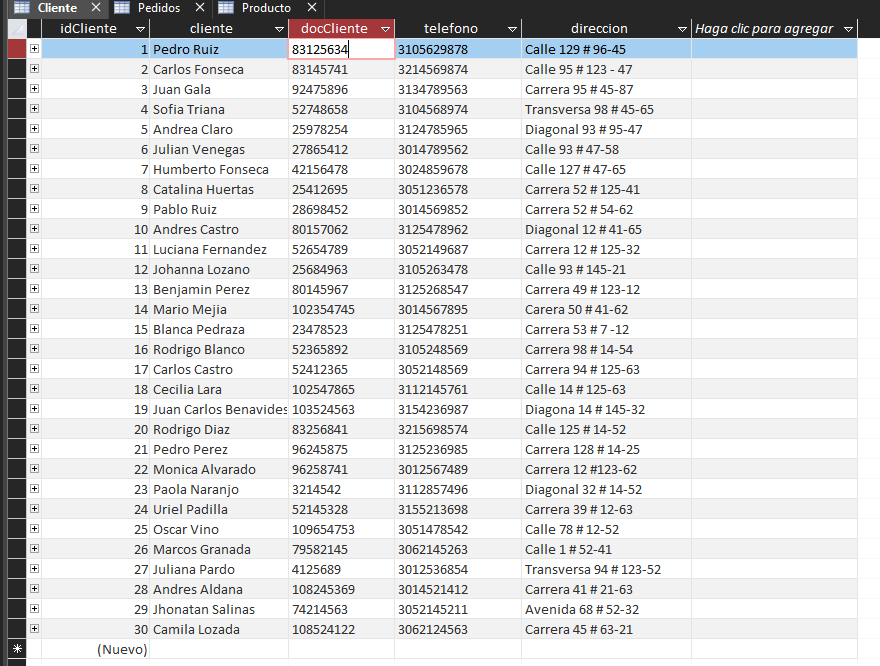 Cliente Pedidos Producto
idCliente cliente docCliente telefono direccion Haga clic para agregar
1 Pedro Ruiz 83125634 3105629878 Calle 129 # 96-45
2 Carlos Fonseca 83145741 3214569874 Calle 95 # 123 - 47
3 Juan Gala 92475896 3134789563 Carrera 95 # 45-87
4 Sofia Triana 52748658 3104568974 Transversa 98 # 45-65
5 Andrea Claro 25978254 3124785965 Diagonal 93 # 95-47
6 Julian Venegas 27865412 3014789562 Calle 93 # 47-58
7 Humberto Fonseca 42156478 3024859678 Calle 127 # 47-65
8 Catalina Huertas 25412695 3051236578 Carrera 52 # 125-41
9 Pablo Ruiz 28698452 3014569852 Carrera 52 # 54-62
10 Andres Castro 80157062 3125478962 Diagonal 12 # 41-65
11 Luciana Fernandez 52654789 3052149687 Carrera 12 # 125-32
12 Johanna Lozano 25684963 3105263478 Calle 93 # 145-21
13 Benjamin Perez 80145967 3125268547 Carrera 49 # 123-12
14 Mario Mejia 102354745 3014567895 Carera 50 # 41-62
15 Blanca Pedraza 23478523 3125478251 Carrera 53 # 7 -12
16 Rodrigo Blanco 52365892 3105248569 Carrera 98 # 14-54
17 Carlos Castro 52412365 3052148569 Carrera 94 # 125-63
18 Cecilia Lara 102547865 3112145761 Calle 14 # 125-63
19 Juan Carlos Benavides 103524563 3154236987 Diagona 14 # 145-32
20 Rodrigo Diaz 83256841 3215698574 Calle 125 # 14-52
21 Pedro Perez 96245875 3125236985 Carrera 128 # 14-25
22 Monica Alvarado 96258741 3012567489 Carrera 12 #123-62
23 Paola Naranjo 3214542 3112857496 Diagonal 32 # 14-52
24 Uriel Padilla 52145328 3155213698 Carrera 39 # 12-63
25 Oscar Vino 109654753 3051478542 Calle 78 # 12-52
26 Marcos Granada 79582145 3062145263 Calle 1 # 52-41
27 Juliana Pardo 4125689 3012536854 Transversa 94 # 123-52
28 Andres Aldana 108245369 3014521412 Carrera 41 # 21-63
29 Jhonatan Salinas 74214563 3052145211 Avenida 68 # 52-32
30 Camila Lozada 108524122 3062124563 Carrera 45 # 63-21
(Nuevo)